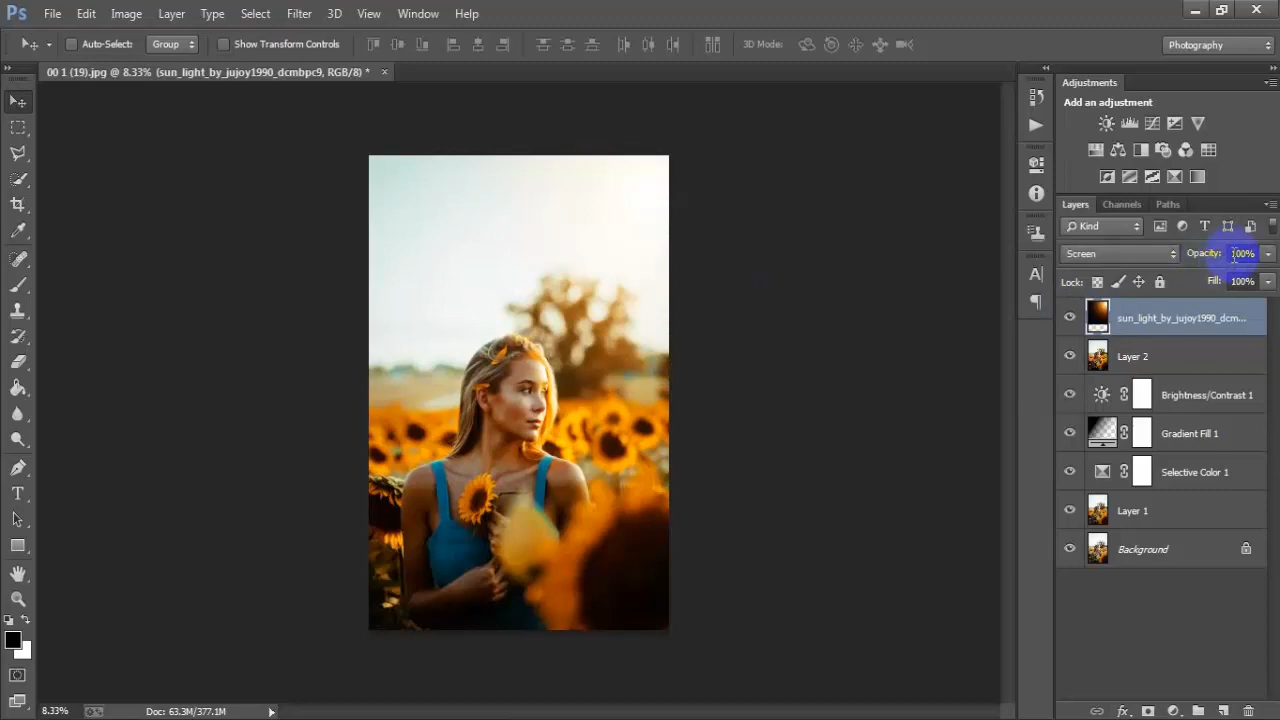 Ps File Edit Image Layer Type Select Filter 3D View Window Help
Auto-Select: Group Show Transform Controls 3D Mode: Photography
00 1 (19).jpg @ 8.33% (sun_light_by_jujoy1990_dcmbpc9, RGB/8) * ×
Adjustments
Add an adjustment
Layers Channels Paths
Kind
Screen Opacity: 100%
Lock: Fill: 100%
sun_light_by_jujoy1990_dcm...
Layer 2
Brightness/Contrast 1
Gradient Fill 1
Selective Color 1
Layer 1
Background
8.33% Doc: 63.3M/377.1M